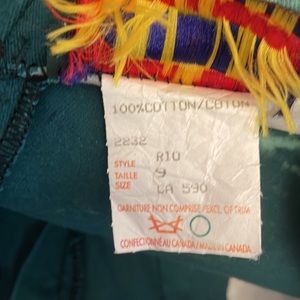 100%COTTON/COTON
2232
STYLE RIO
TAILLE 9
SIZE CA 590
GARNITURE NON COMPRISE/EXCL. OF TRIM
CONFECTIONNE AU CANADA/MADE IN CANADA